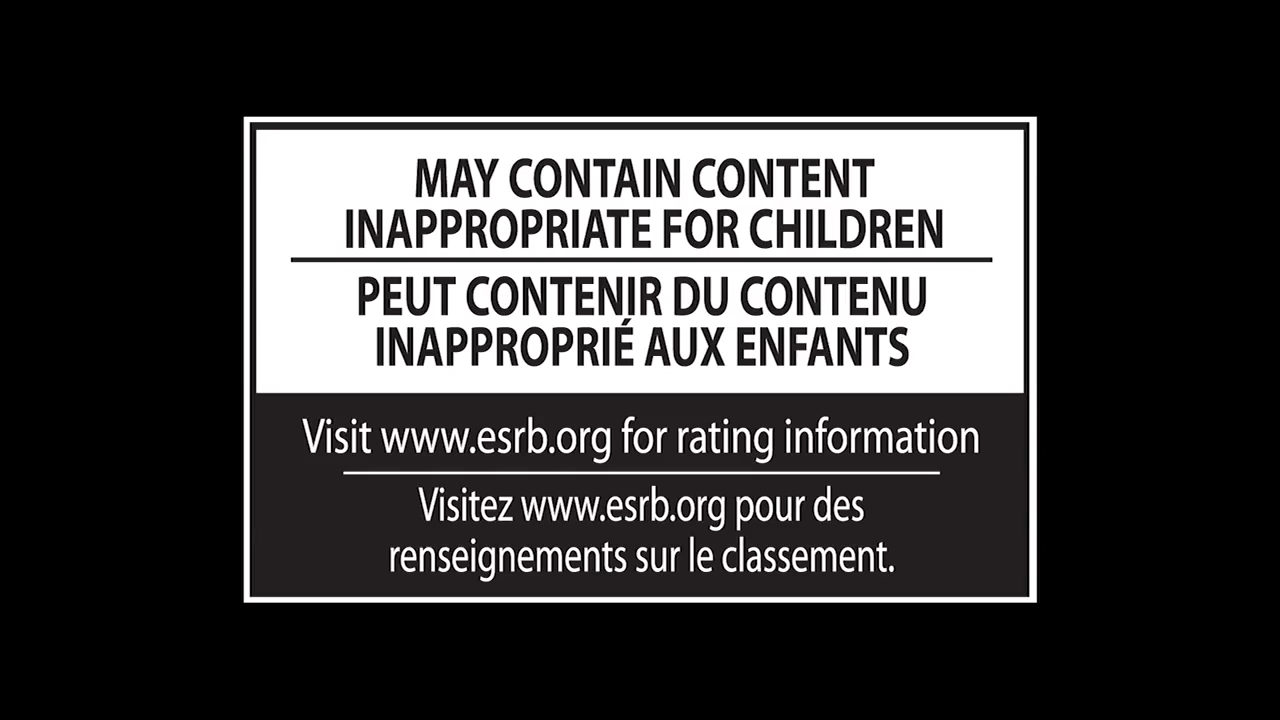 MAY CONTAIN CONTENT
INAPPROPRIATE FOR CHILDREN
PEUT CONTENIR DU CONTENU
INAPPROPRIÉ AUX ENFANTS
Visit www.esrb.org for rating information
Visitez www.esrb.org pour des
renseignements sur le classement.